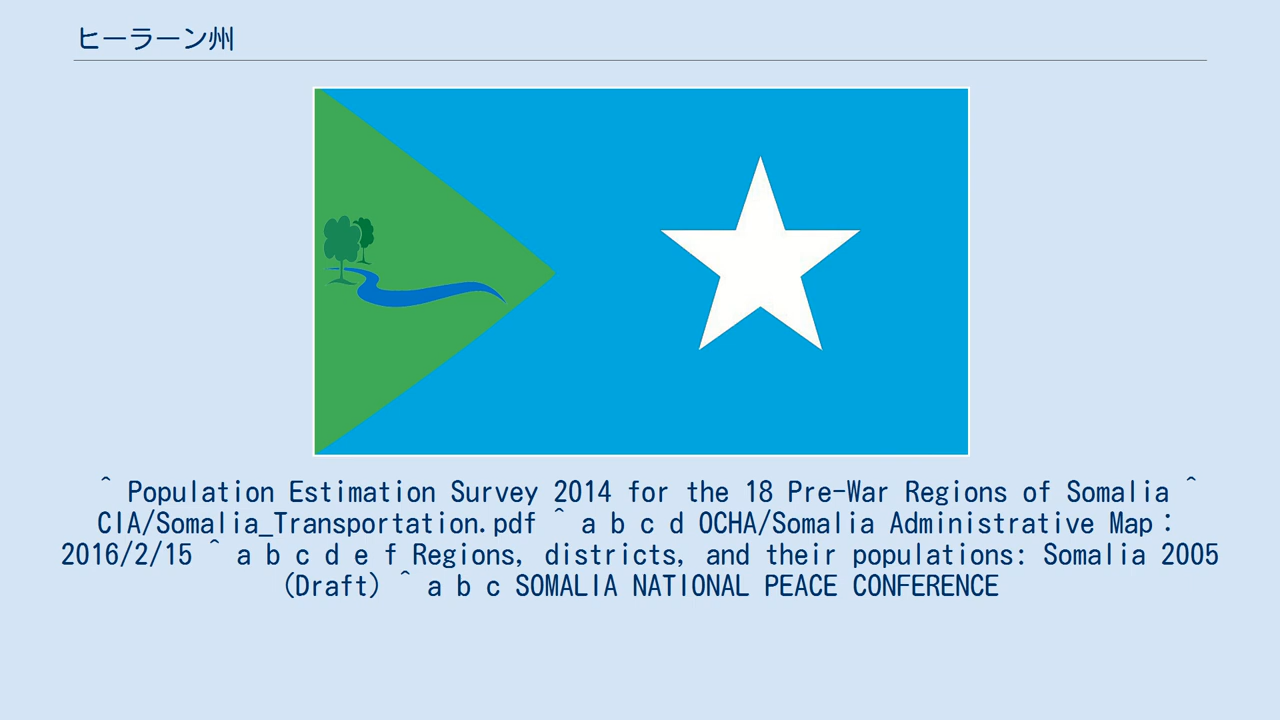 ヒーラーン州
^ Population Estimation Survey 2014 for the 18 Pre-War Regions of Somalia ^
CIA/Somalia_Transportation.pdf ^ a b c d OCHA/Somalia Administrative Map：
2016/2/15 ^ a b c d e f Regions, districts, and their populations: Somalia 2005
(Draft) ^ a b c SOMALIA NATIONAL PEACE CONFERENCE